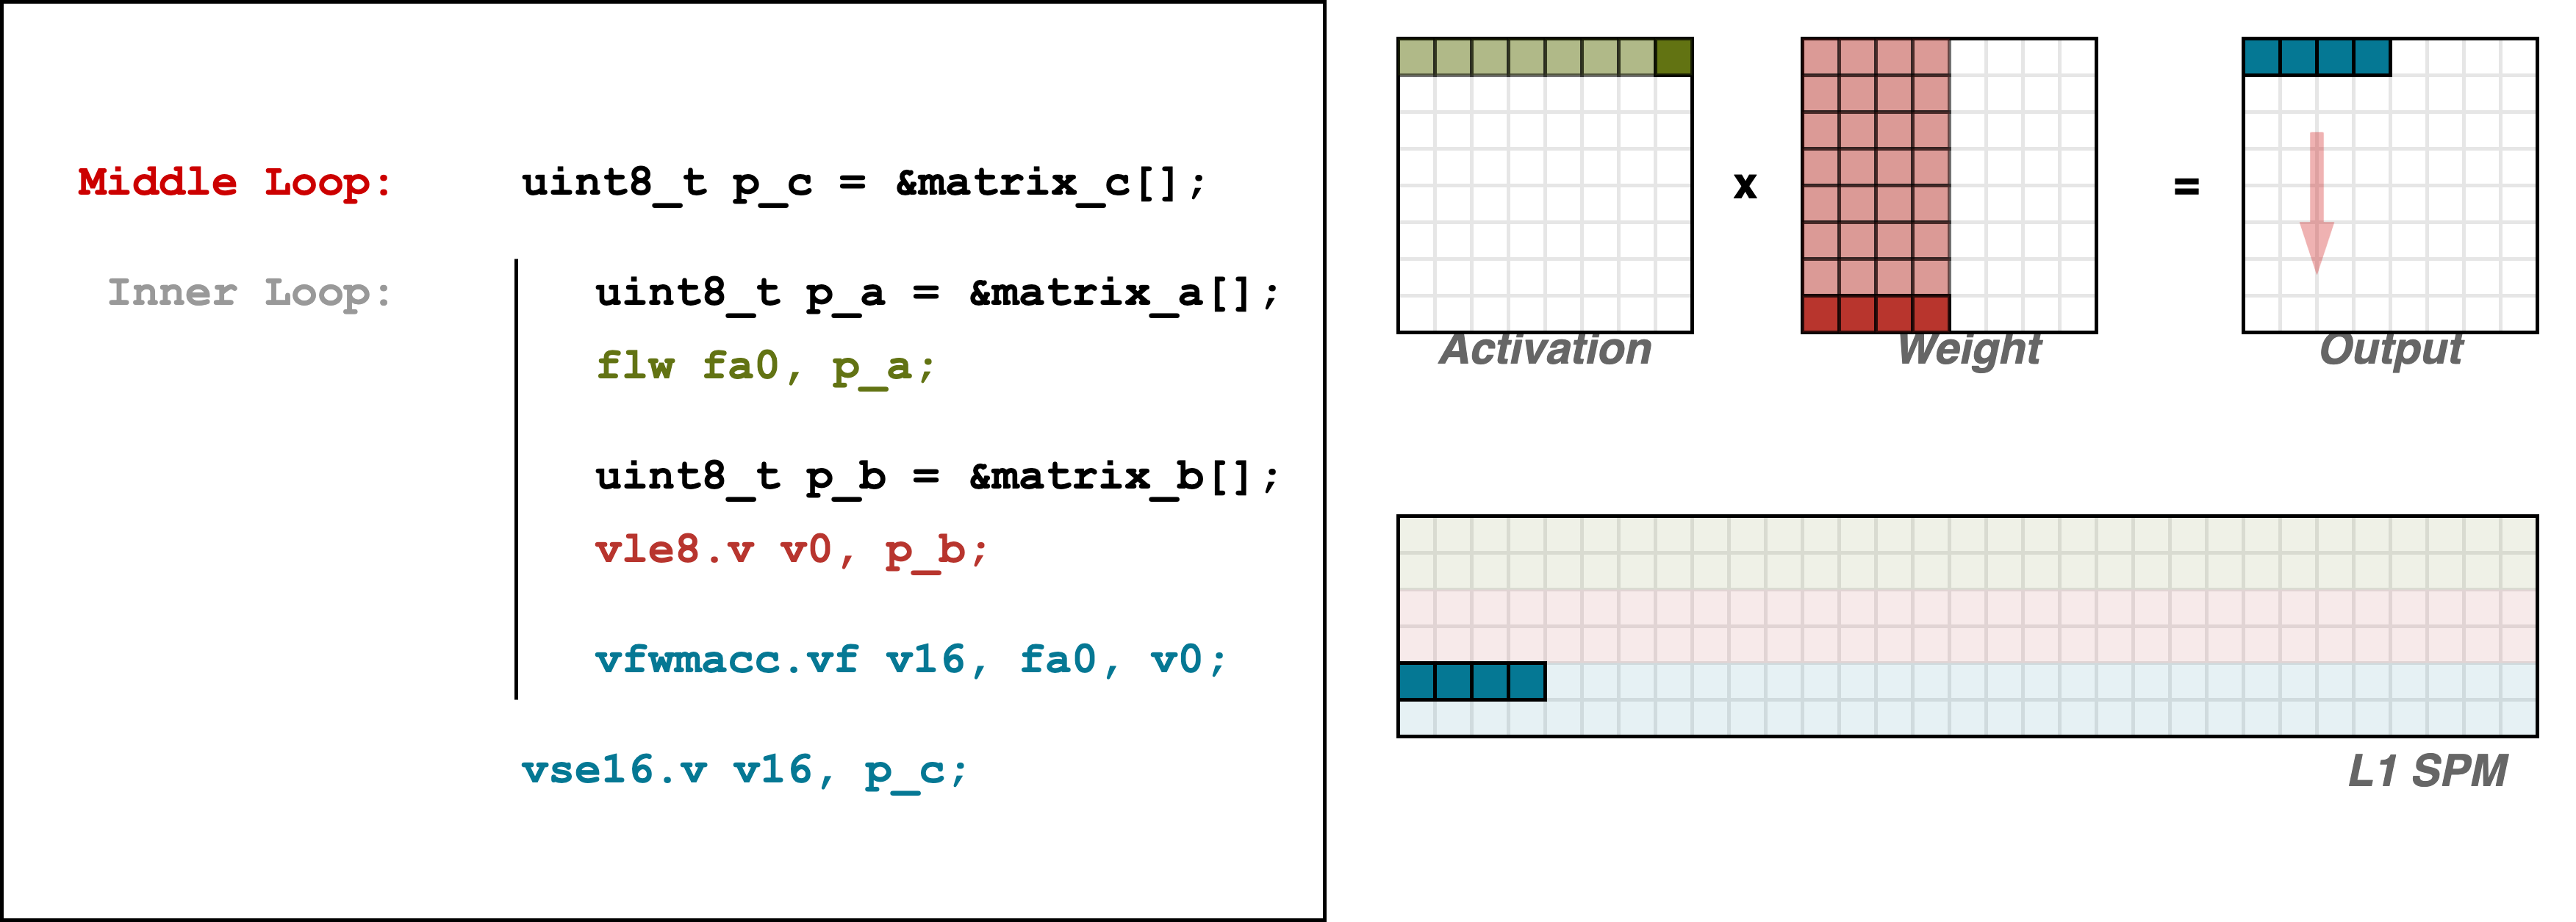 Middle Loop: uint8_t p_c = &matrix_c[];
Inner Loop: uint8_t p_a = &matrix_a[];
flw fa0, p_a;
uint8_t p_b = &matrix_b[];
vle8.v v0, p_b;
vfwmacc.vf v16, fa0, v0;
vse16.v v16, p_c;
x
=
Activation
Weight
Output
L1 SPM